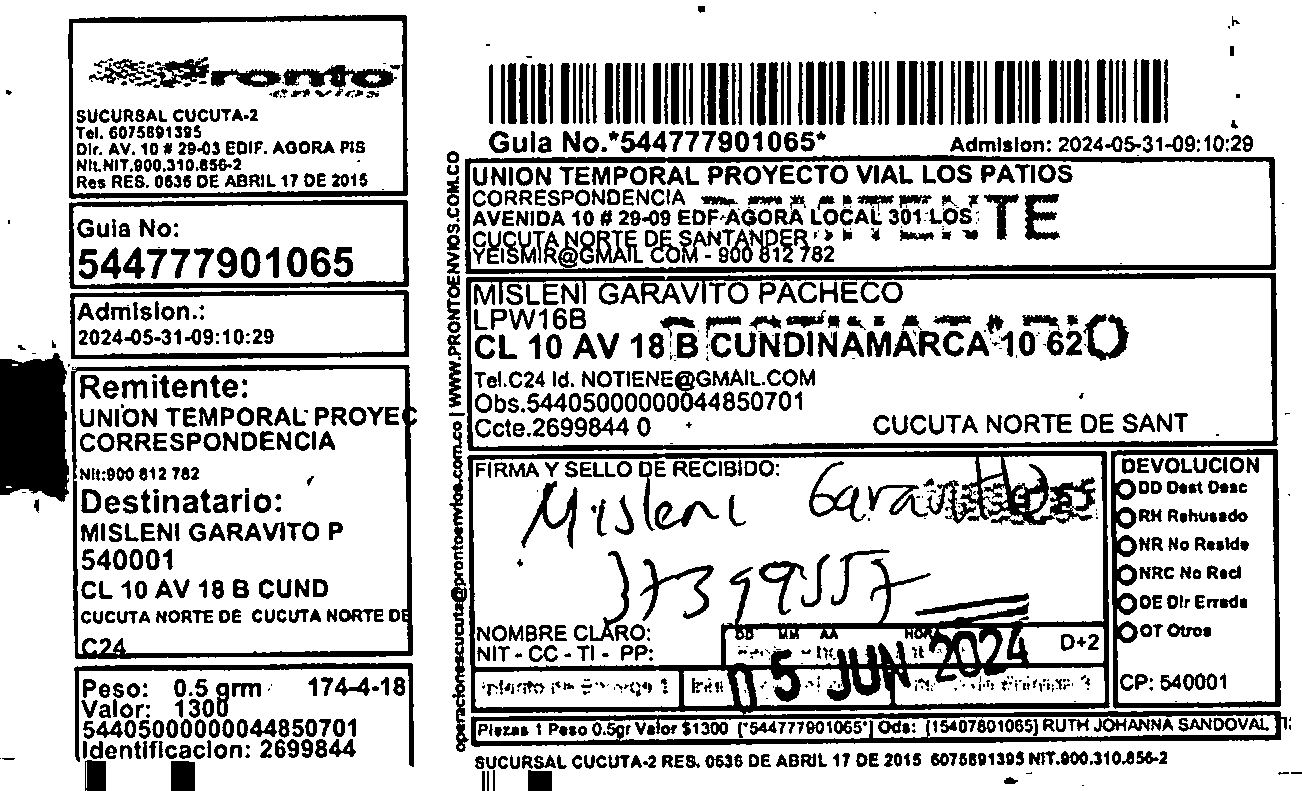 Pronto
envios
SUCURSAL CUCUTA-2
Tel. 6075891395
Dir. AV. 10 # 29-03 EDIF. AGORA PIS
Nit.NIT.900.310.856-2
Res RES. 0636 DE ABRIL 17 DE 2015
Guia No:
544777901065
Admision.:
2024-05-31-09:10:29
Remitente:
UNION TEMPORAL PROYEC
CORRESPONDENCIA
Nit:900 812 782
Destinatario:
MISLENI GARAVITO P
540001
CL 10 AV 18 B CUND
CUCUTA NORTE DE CUCUTA NORTE DE
C24
Peso: 0.5 grm 174-4-18
Valor: 1300
54405000000044850701
Identificacion: 2699844
operacionescucuta@prontoenvios.com.co | WWW.PRONTOENVIOS.COM.CO
Guia No.*544777901065*
Admision: 2024-05-31-09:10:29
UNION TEMPORAL PROYECTO VIAL LOS PATIOS
CORRESPONDENCIA
AVENIDA 10 # 29-09 EDF AGORA LOCAL 301 LOS
CUCUTA NORTE DE SANTANDER
YEISMIR@GMAIL COM - 900 812 782
MISLENI GARAVITO PACHECO
LPW16B
CL 10 AV 18 B CUNDINAMARCA 10 62
Tel.C24 Id. NOTIENE@GMAIL.COM
Obs.54405000000044850701
Ccte.2699844 0 CUCUTA NORTE DE SANT
FIRMA Y SELLO DE RECIBIDO:
Misleni Garavito
37399557
NOMBRE CLARO:
NIT - CC - TI - PP:
DD MM AA HORA
D+2
05 JUN 2024
Intento de Entrega 1
DEVOLUCION
DD Dest Desc
RH Rehusado
NR No Reside
NRC No Recl
DE Dir Errada
OT Otros
CP: 540001
Piezas 1 Peso 0.5gr Valor $1300 [*544777901065*] Ods: [15407801065] RUTH JOHANNA SANDOVAL
SUCURSAL CUCUTA-2 RES. 0636 DE ABRIL 17 DE 2015 6075891395 NIT.900.310.856-2